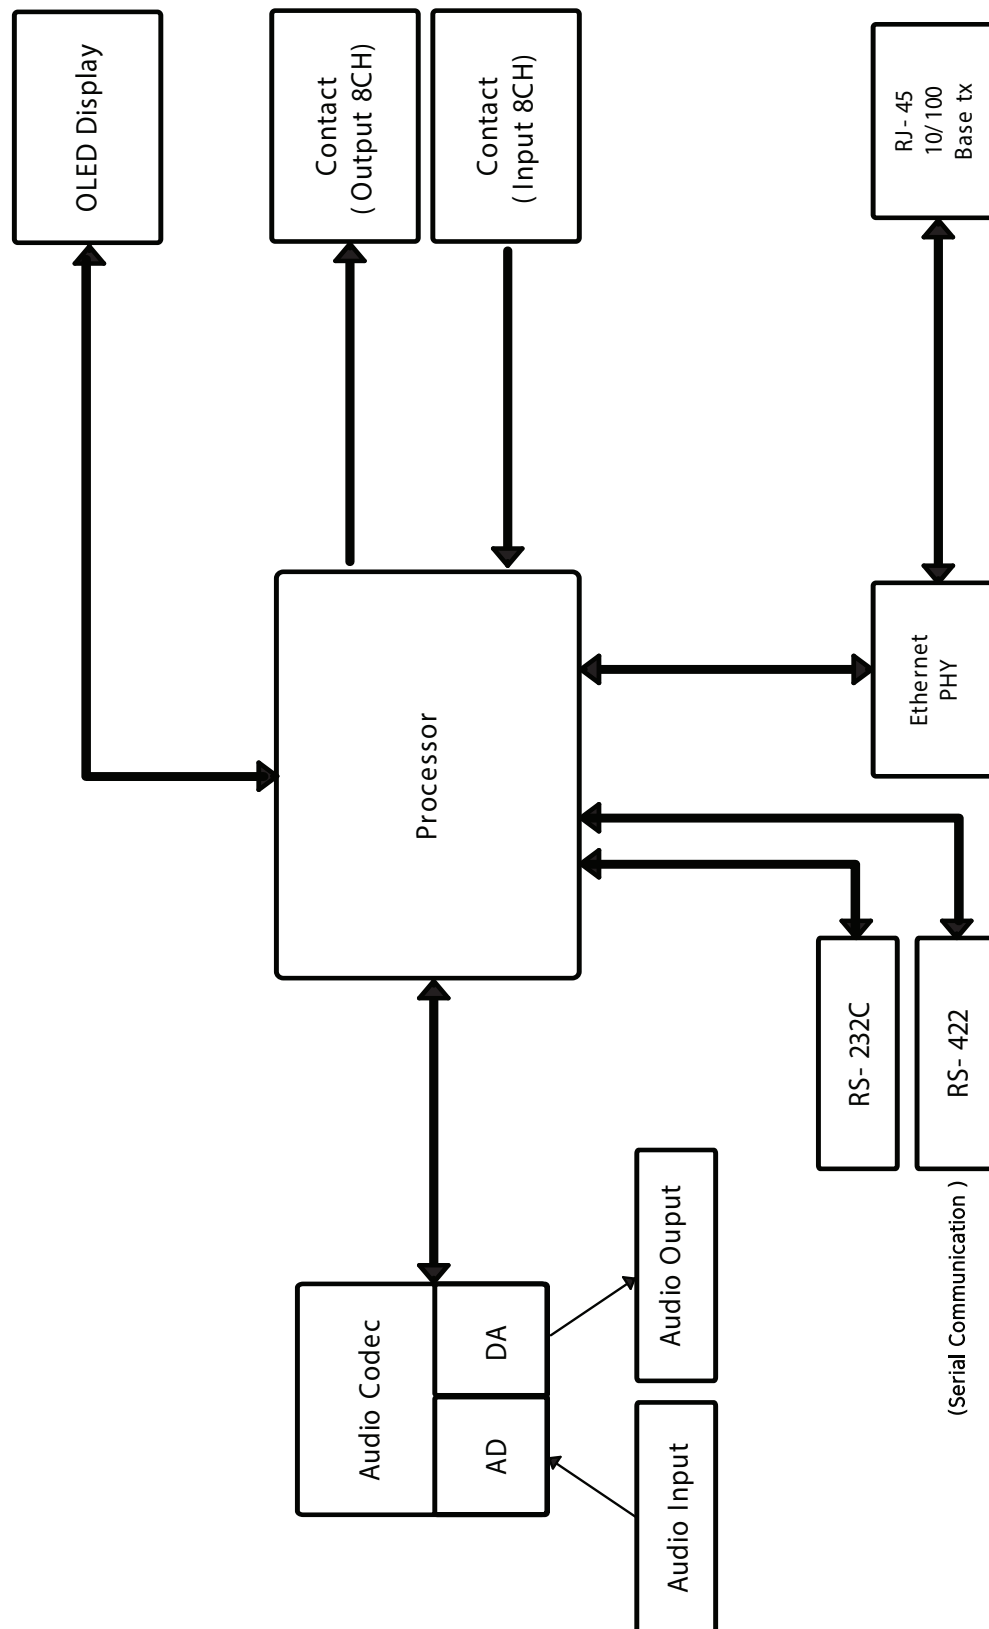 OLED Display
Contact
( Output 8CH)
Contact
( Input 8CH)
RJ- 45
10/ 100
Base tx
Processor
Ethernet
PHY
RS- 232C
RS- 422
(Serial Communication )
Audio Codec
DA
AD
Audio Ouput
Audio Input